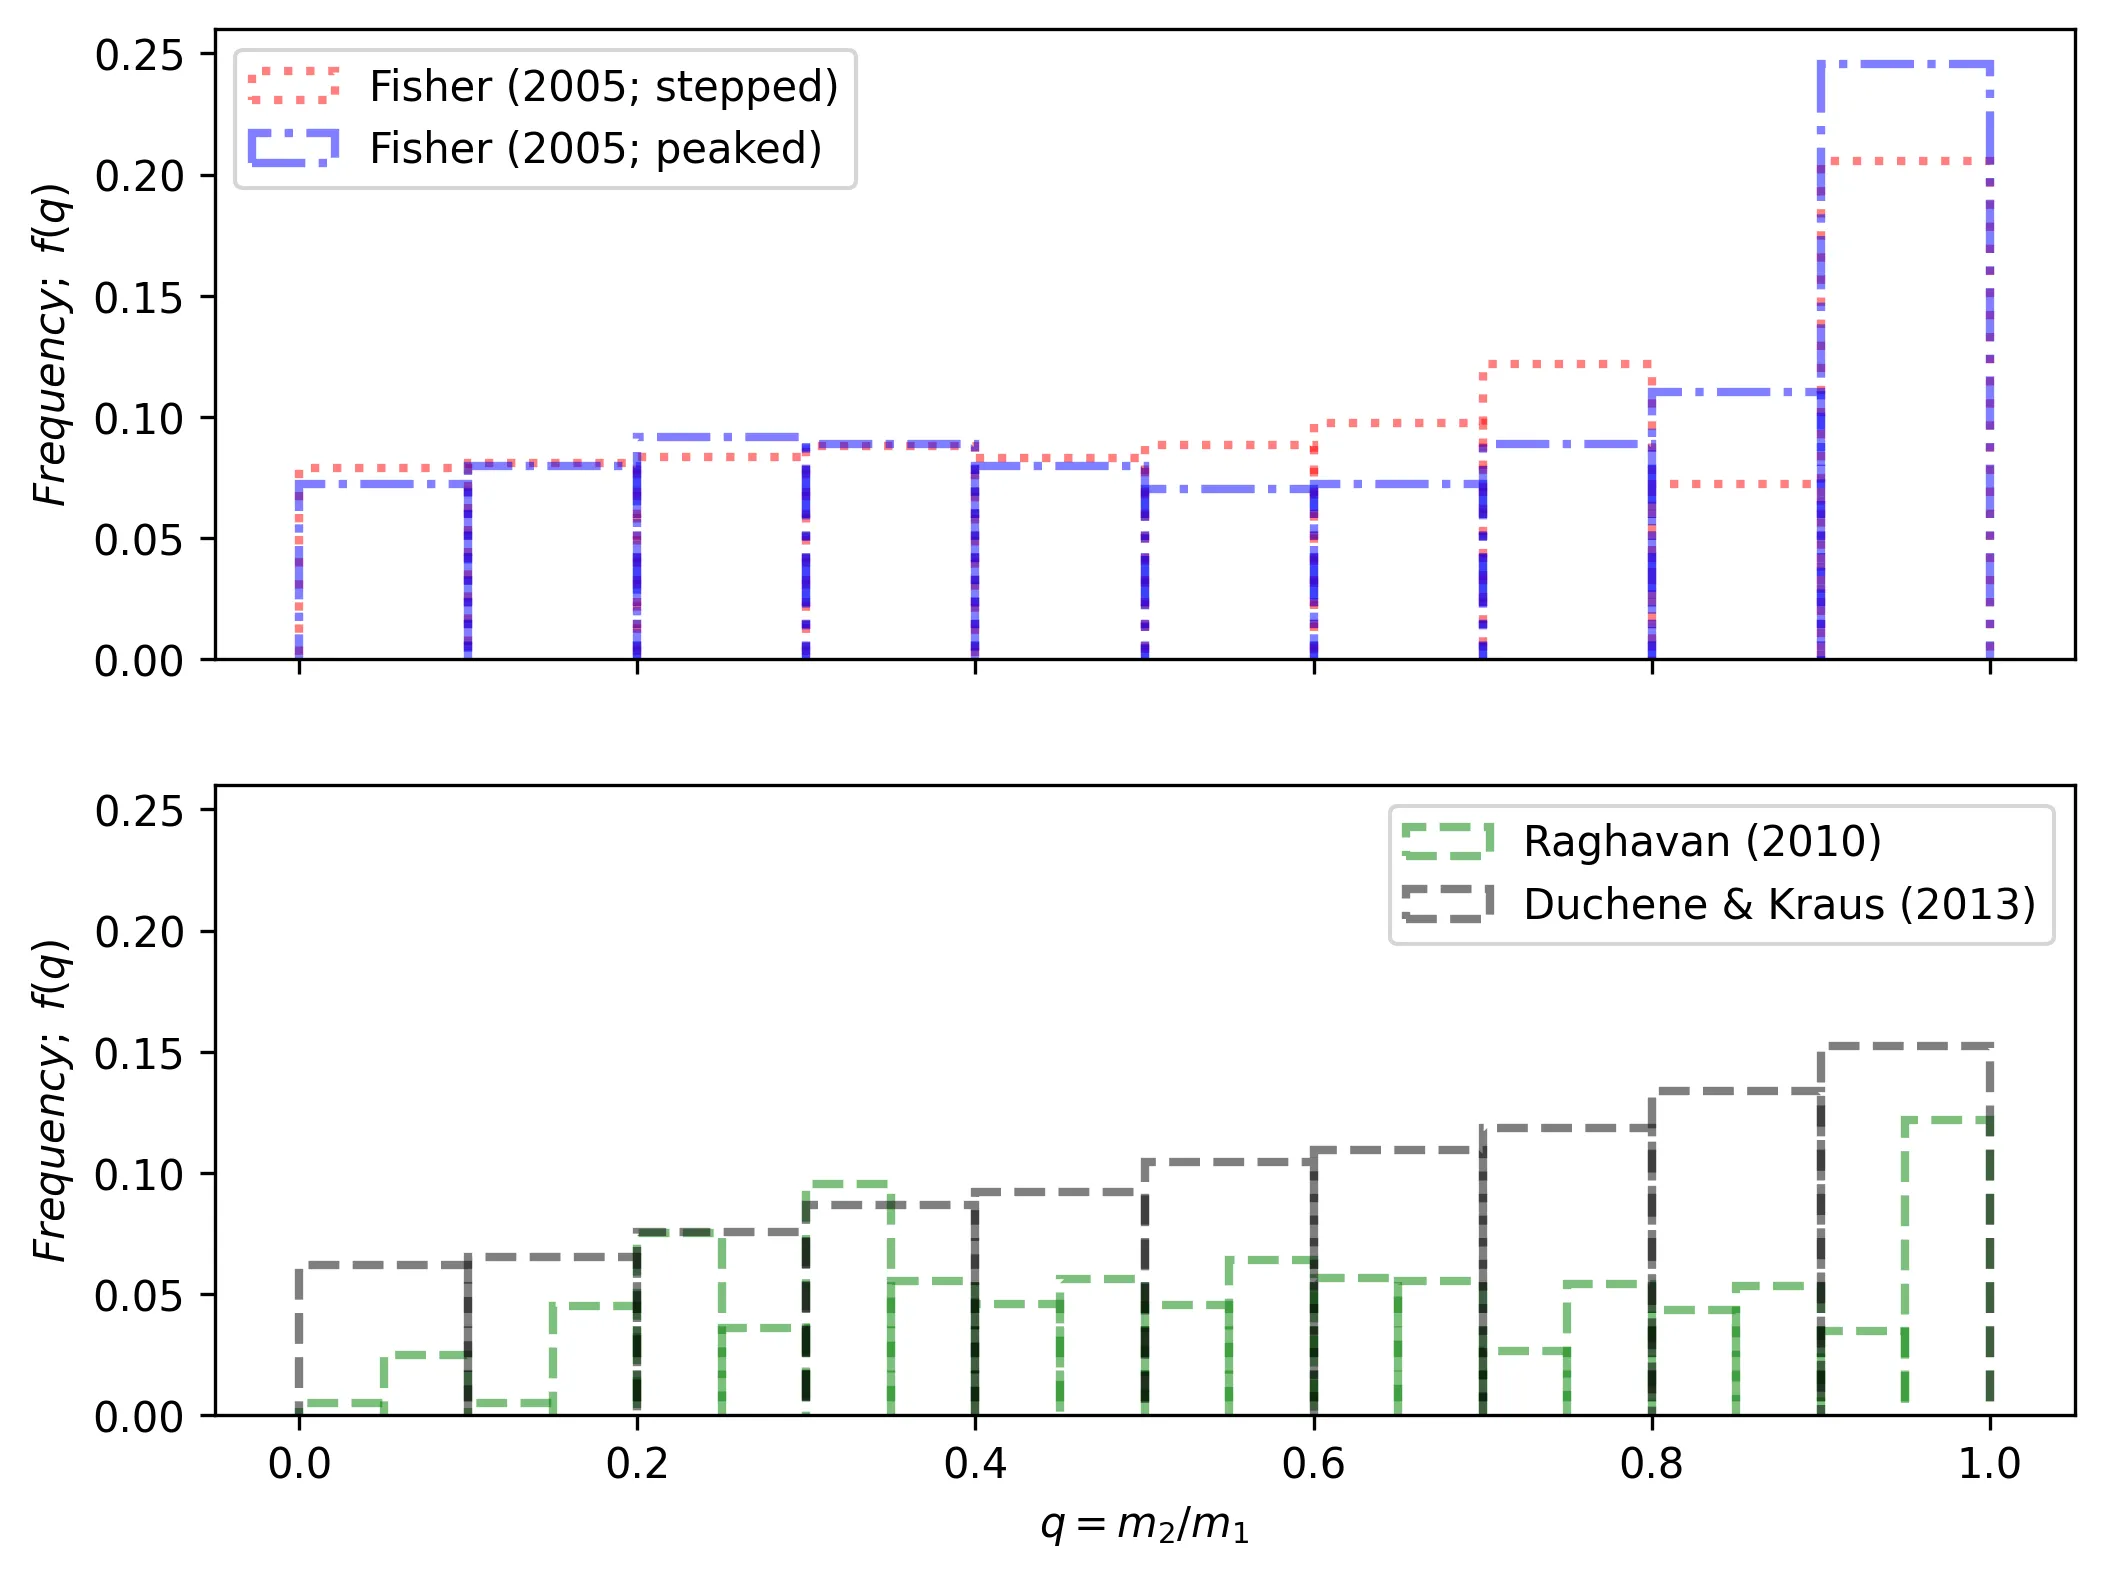 0.25
0.20
0.15
0.10
0.05
0.00
Frequency; f(q)
Fisher (2005; stepped)
Fisher (2005; peaked)
0.25
0.20
0.15
0.10
0.05
0.00
Frequency; f(q)
Raghavan (2010)
Duchene & Kraus (2013)
0.0 0.2 0.4 0.6 0.8 1.0
q = m₂/m₁